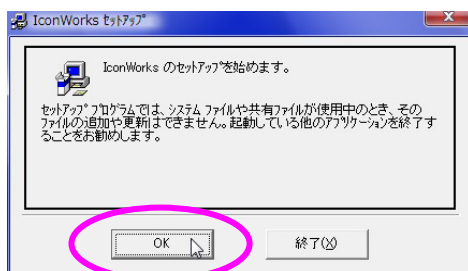 IconWorks ｾｯﾄｱｯﾌﾟ
IconWorks のｾｯﾄｱｯﾌﾟを始めます。
ｾｯﾄｱｯﾌﾟ ﾌﾟﾛｸﾞﾗﾑでは、ｼｽﾃﾑ ﾌｧｲﾙや共有ﾌｧｲﾙが使用中のとき、その
ﾌｧｲﾙの追加や更新はできません。起動している他のｱﾌﾟﾘｹｰｼｮﾝを終了す
ることをお勧めします。
OK
終了(X)